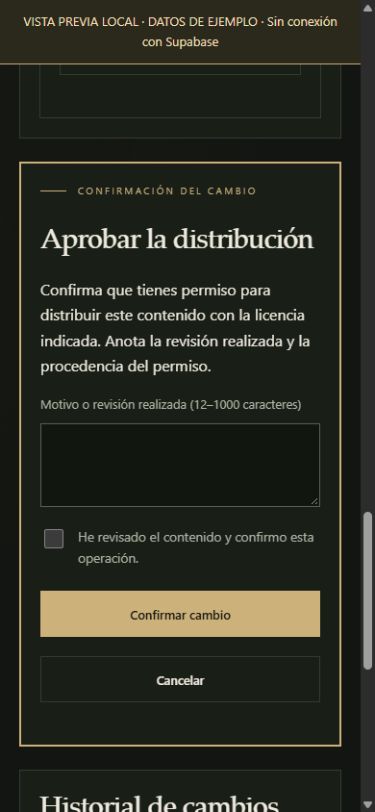 VISTA PREVIA LOCAL · DATOS DE EJEMPLO · Sin conexión
con Supabase
CONFIRMACIÓN DEL CAMBIO
Aprobar la distribución
Confirma que tienes permiso para
distribuir este contenido con la licencia
indicada. Anota la revisión realizada y la
procedencia del permiso.
Motivo o revisión realizada (12–1000 caracteres)
He revisado el contenido y confirmo esta
operación.
Confirmar cambio
Cancelar
Historial de cambios